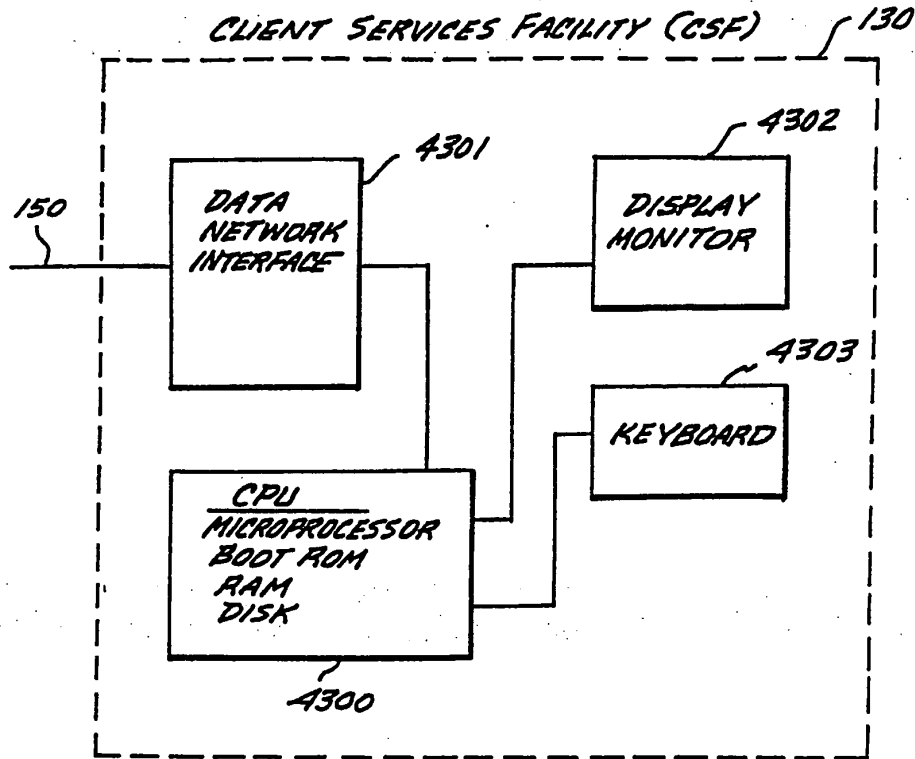 CLIENT SERVICES FACILITY (CSF)
130
4301
4302
150
DATA
NETWORK
INTERFACE
DISPLAY
MONITOR
4303
KEYBOARD
CPU
MICROPROCESSOR
BOOT ROM
RAM
DISK
4300